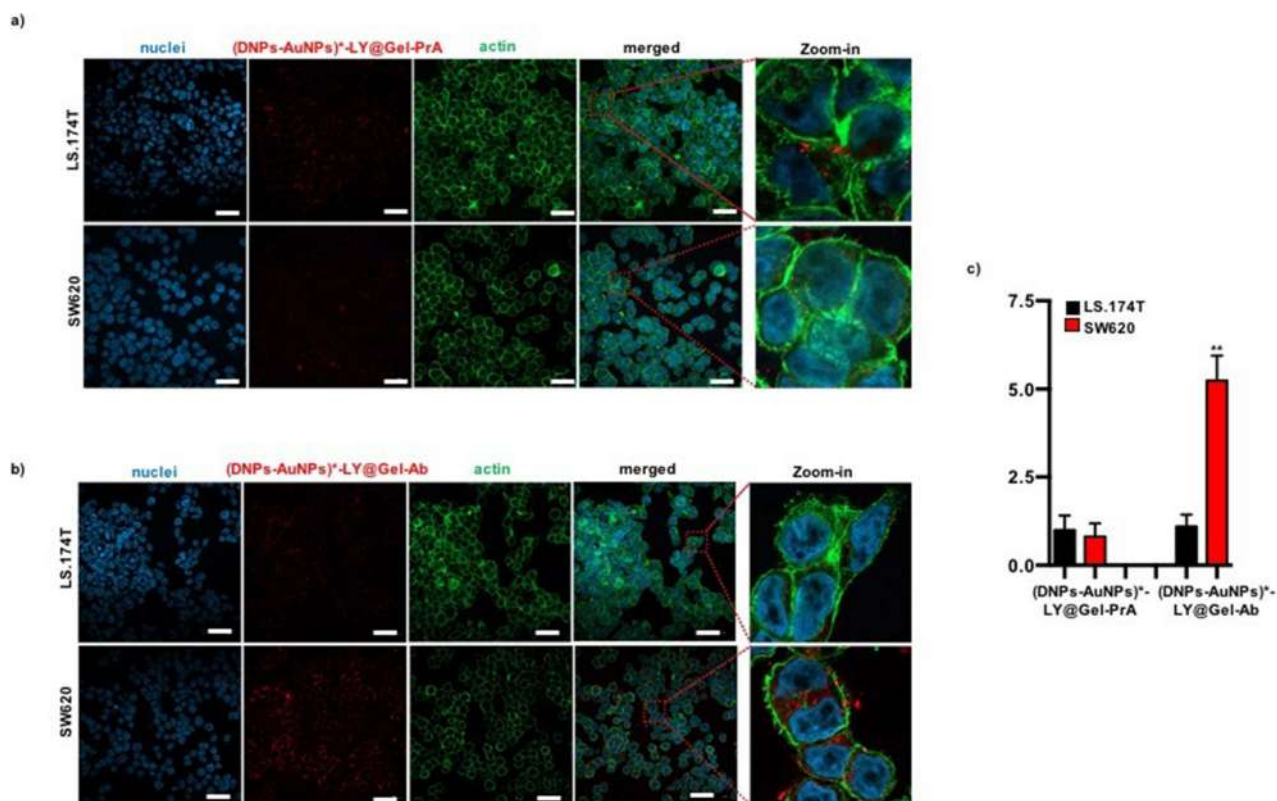 a)
nuclei (DNPs-AuNPs)*-LY@Gel-PrA actin merged Zoom-in
LS.174T
SW620
b)
nuclei (DNPs-AuNPs)*-LY@Gel-Ab actin merged Zoom-in
LS.174T
SW620
c)
7.5
5.0
2.5
0.0
LS.174T
SW620
**
(DNPs-AuNPs)*- (DNPs-AuNPs)*-
LY@Gel-PrA LY@Gel-Ab